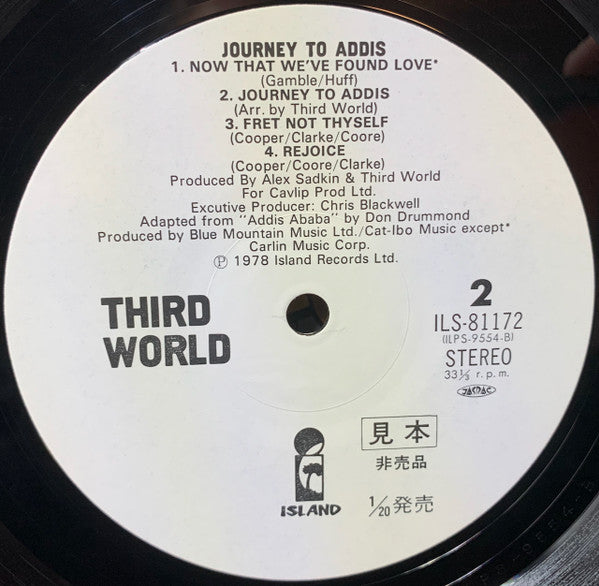 JOURNEY TO ADDIS
1. NOW THAT WE'VE FOUND LOVE*
(Gamble/Huff)
2. JOURNEY TO ADDIS
(Arr. by Third World)
3. FRET NOT THYSELF
(Cooper/Clarke/Coore)
4. REJOICE
(Cooper/Coore/Clarke)
Produced By Alex Sadkin & Third World
For Cavlip Prod Ltd.
Excutive Producer: Chris Blackwell
Adapted from "Addis Ababa" by Don Drummond
Produced by Blue Mountain Music Ltd./Cat-Ibo Music except*
Carlin Music Corp.
Ⓟ 1978 Island Records Ltd.
THIRD
WORLD
2
ILS-81172
(ILPS-9554-B)
STEREO
33⅓ r.p.m.
JASRAC
見本
非売品
1/20発売
ISLAND